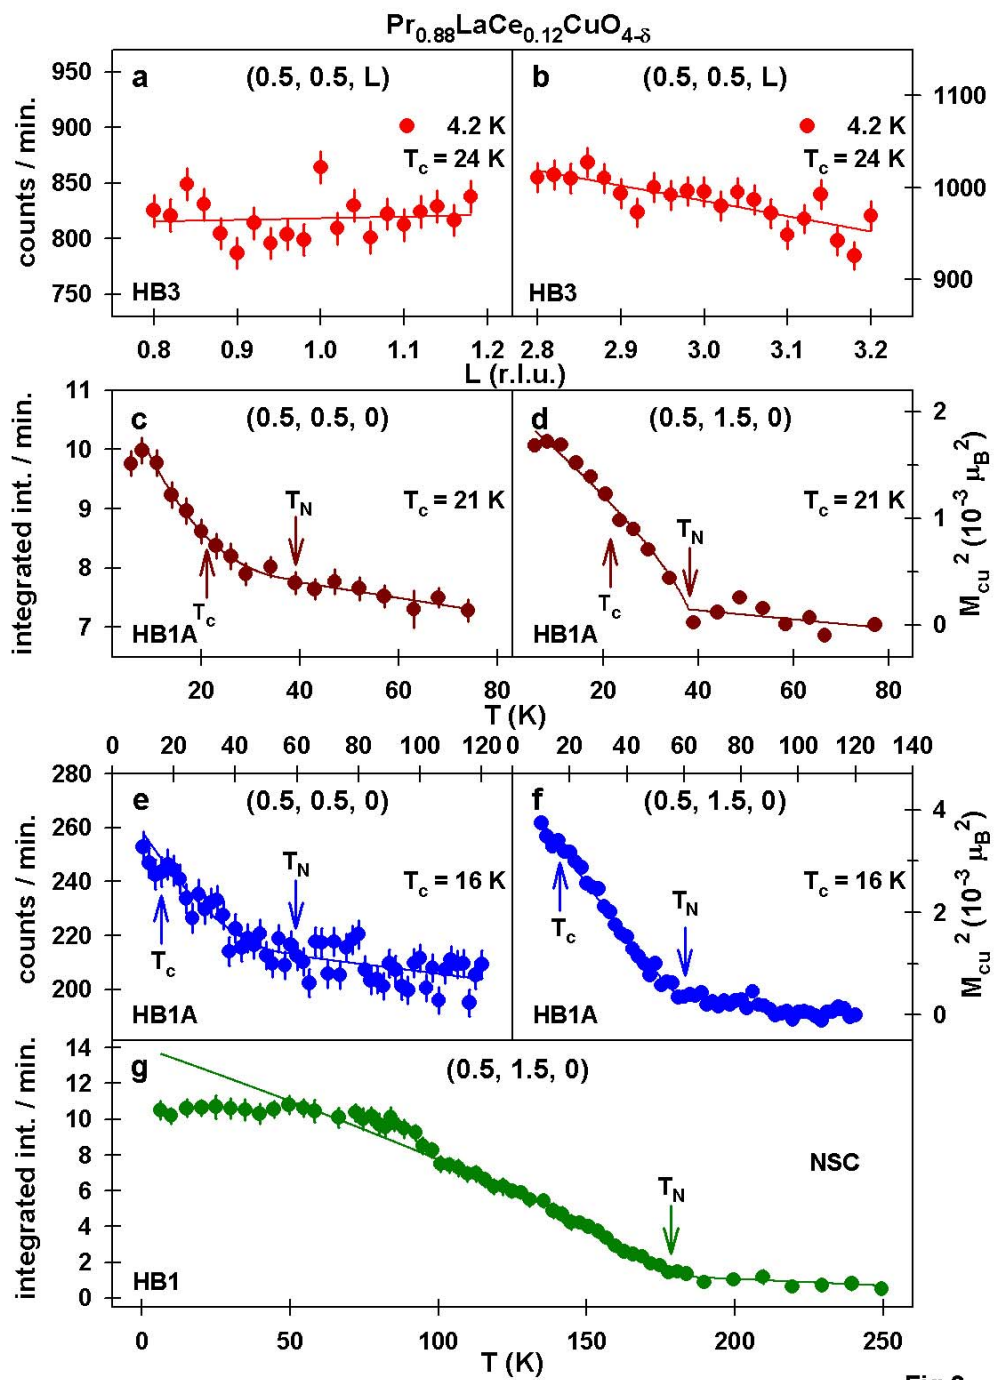 Pr0.88LaCe0.12CuO4-δ
a (0.5, 0.5, L)
4.2 K
Tc = 24 K
HB3
950
900
850
800
750
counts / min.
0.8 0.9 1.0 1.1 1.2
b (0.5, 0.5, L)
4.2 K
Tc = 24 K
HB3
1100
1000
900
2.8 2.9 3.0 3.1 3.2
L (r.l.u.)
c (0.5, 0.5, 0)
Tc = 21 K
TN
Tc
HB1A
11
10
9
8
7
integrated int. / min.
20 40 60 80
d (0.5, 1.5, 0)
Tc = 21 K
TN
Tc
HB1A
2
1
0
Mcu2 (10-3 μB2)
20 40 60 80
T (K)
0 20 40 60 80 100 120
0 20 40 60 80 100 120 140
e (0.5, 0.5, 0)
Tc = 16 K
TN
Tc
HB1A
280
260
240
220
200
counts / min.
f (0.5, 1.5, 0)
Tc = 16 K
TN
Tc
HB1A
4
2
0
Mcu2 (10-3 μB2)
g (0.5, 1.5, 0)
NSC
TN
HB1
14
12
10
8
6
4
2
0
integrated int. / min.
0 50 100 150 200 250
T (K)